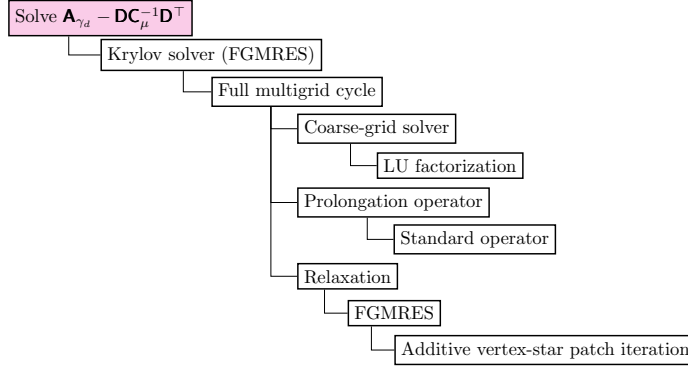 Solve 𝐀_{γ_d} − 𝐃𝐂_μ^{−1}𝐃^⊤
Krylov solver (FGMRES)
Full multigrid cycle
Coarse-grid solver
LU factorization
Prolongation operator
Standard operator
Relaxation
FGMRES
Additive vertex-star patch iteration